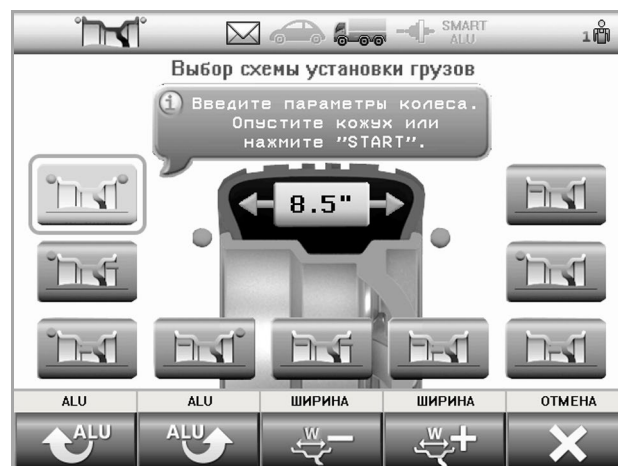 SMART
ALU
1
Выбор схемы установки грузов
i Введите параметры колеса.
Опустите кожух или
нажмите "START".
8.5"
ALU ALU ШИРИНА ШИРИНА ОТМЕНА
ALU ALU W W